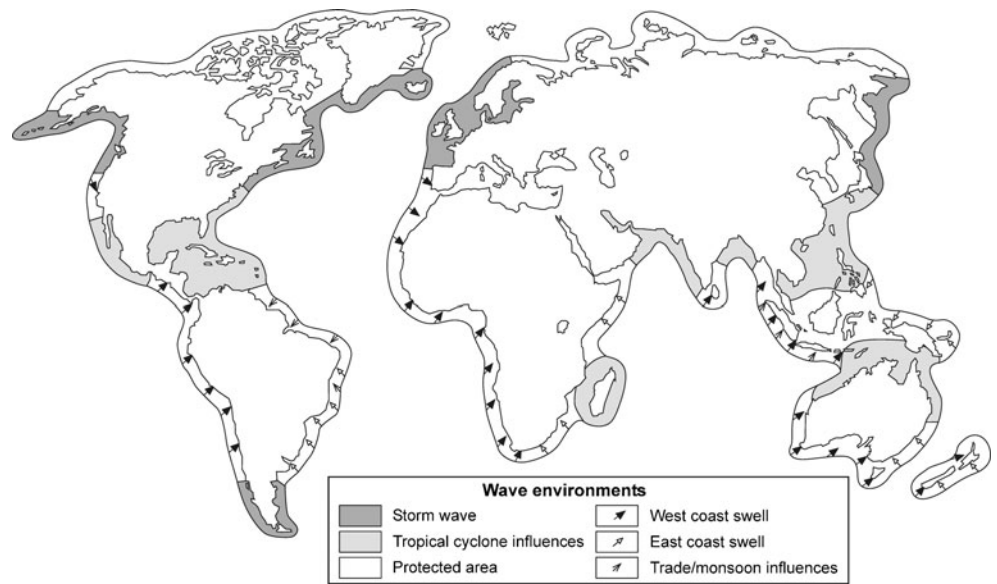 Wave environments
Storm wave
West coast swell
Tropical cyclone influences
East coast swell
Protected area
Trade/monsoon influences